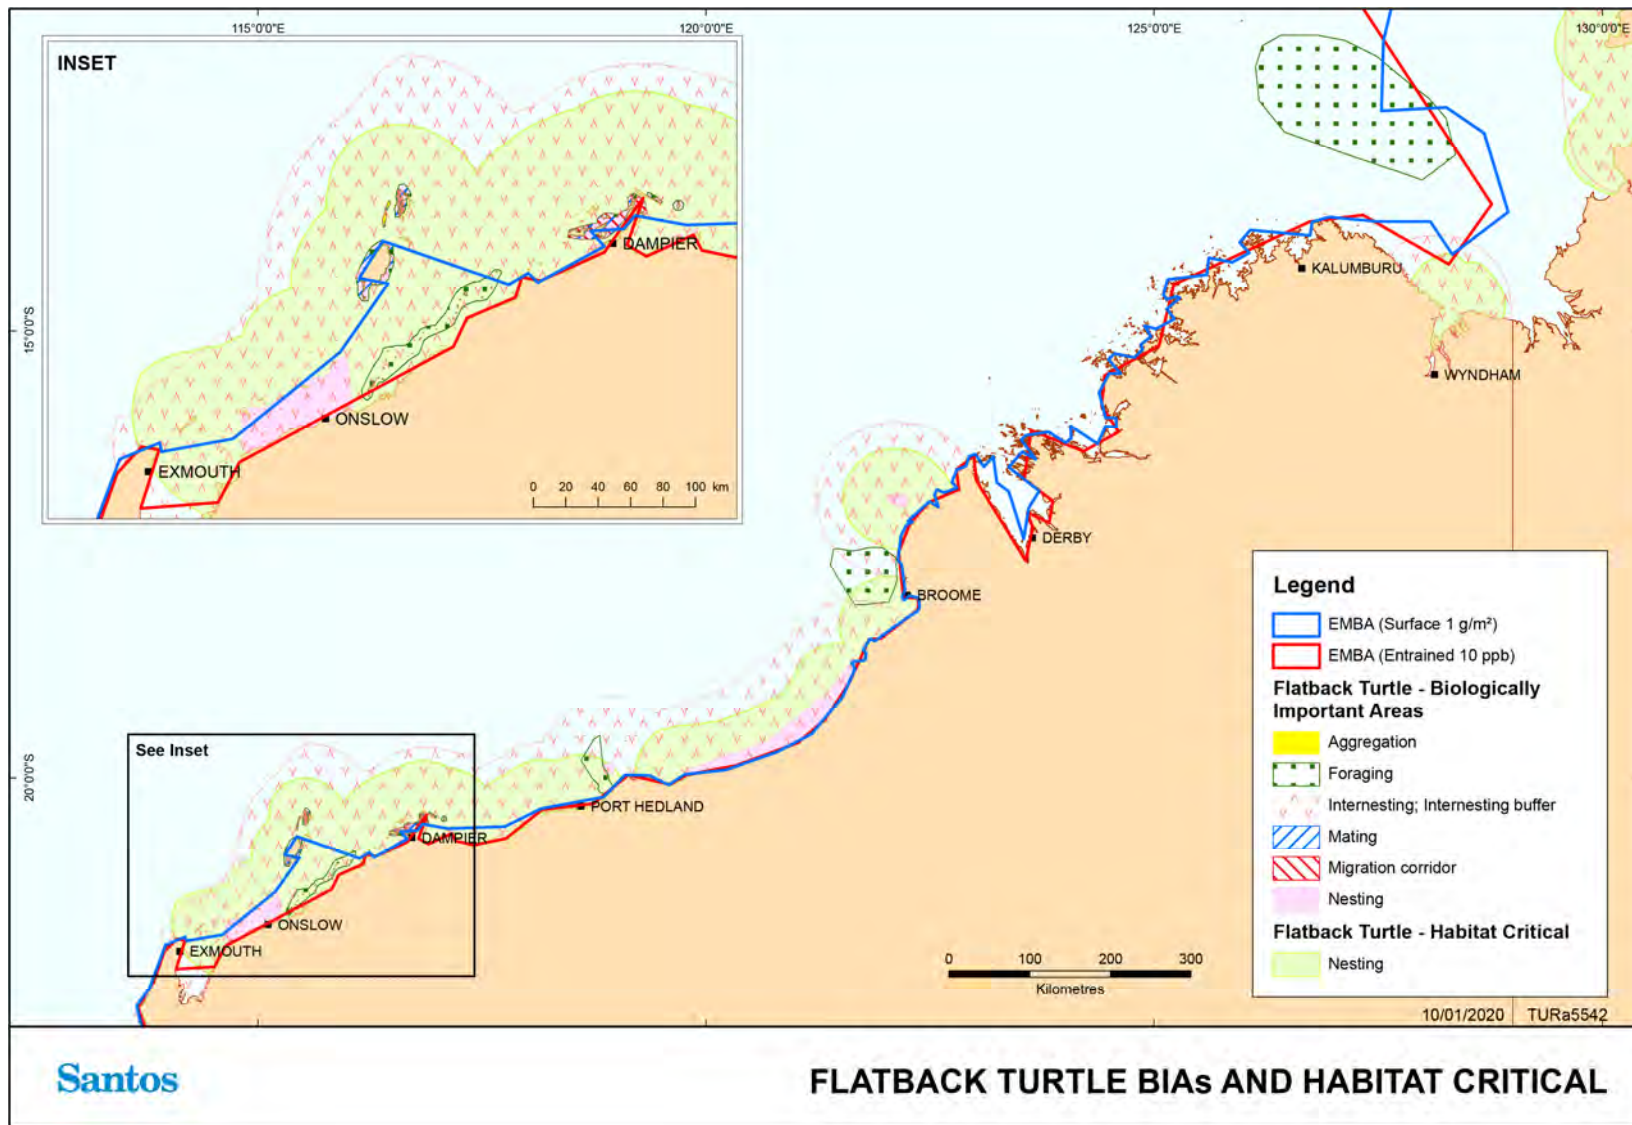 115°0'0"E
120°0'0"E
125°0'0"E
130°0'0"E
INSET
DAMPIER
ONSLOW
EXMOUTH
0 20 40 60 80 100 km
15°0'0"S
20°0'0"S
KALUMBURU
WYNDHAM
DERBY
BROOME
See Inset
PORT HEDLAND
DAMPIER
ONSLOW
EXMOUTH
0 100 200 300
Kilometres
Legend
EMBA (Surface 1 g/m²)
EMBA (Entrained 10 ppb)
Flatback Turtle - Biologically
Important Areas
Aggregation
Foraging
Internesting; Internesting buffer
Mating
Migration corridor
Nesting
Flatback Turtle - Habitat Critical
Nesting
10/01/2020 TURa5542
Santos
FLATBACK TURTLE BIAs AND HABITAT CRITICAL